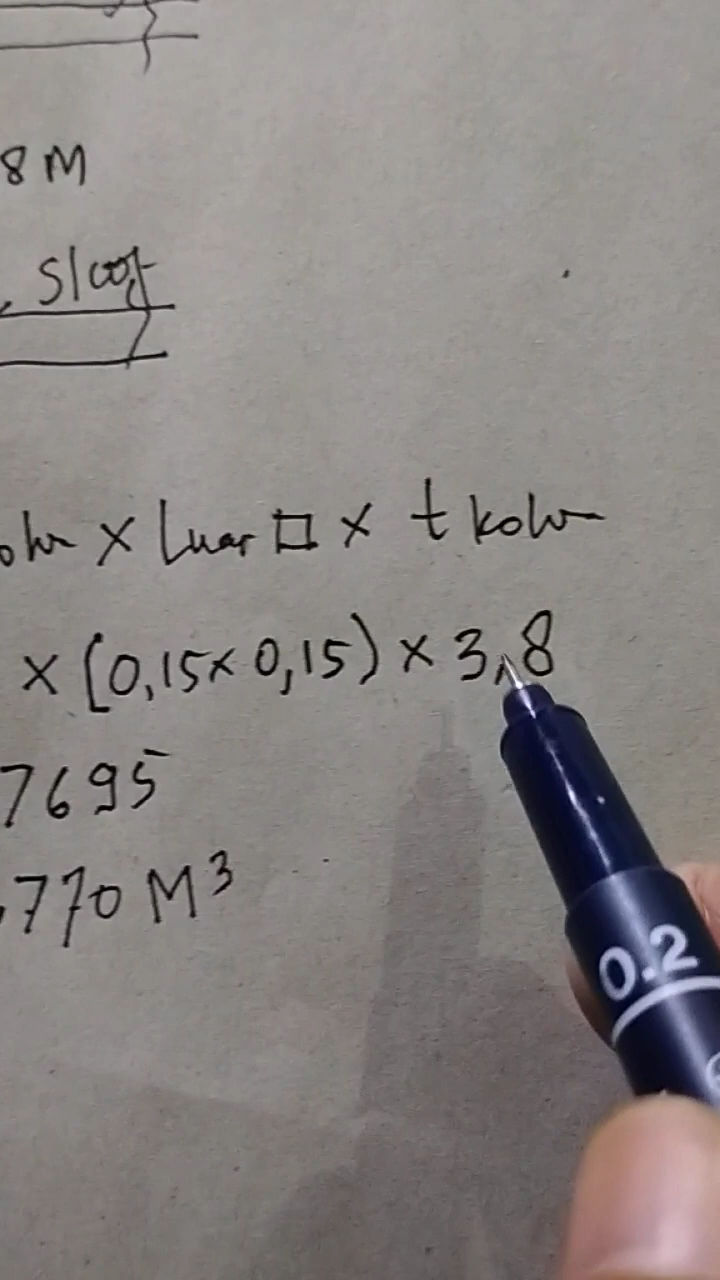 8 M
Sloof
x Luar □ x t kolom
x (0,15 x 0,15) x 3,8
7695
,770 M³
0.2